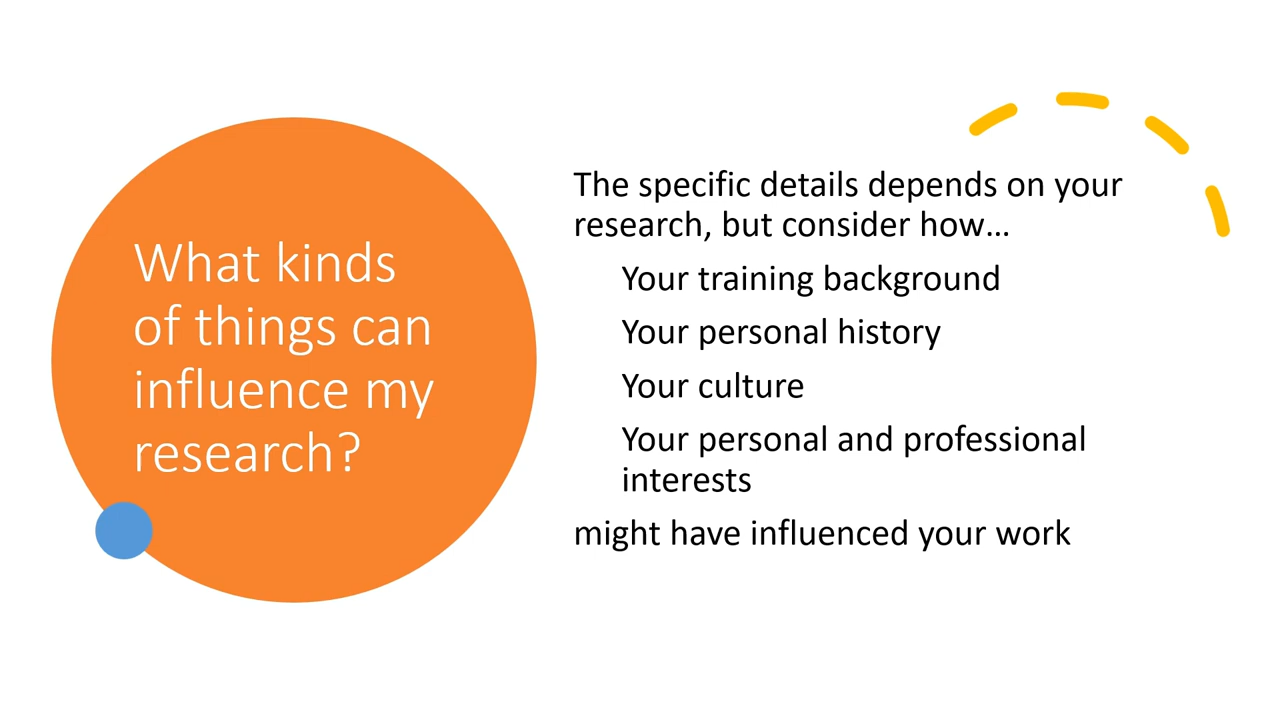 What kinds
of things can
influence my
research?
The specific details depends on your
research, but consider how…
Your training background
Your personal history
Your culture
Your personal and professional
interests
might have influenced your work